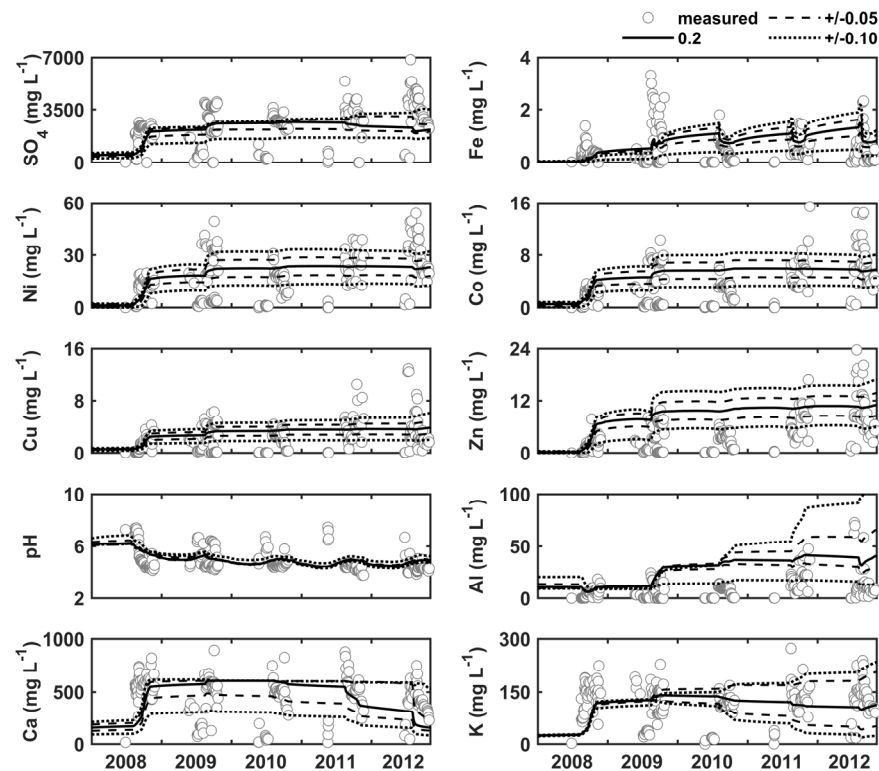 measured
+/-0.05
0.2
+/-0.10
SO4 (mg L-1)
7000
3500
0
Fe (mg L-1)
4
2
0
Ni (mg L-1)
60
30
0
Co (mg L-1)
16
8
0
Cu (mg L-1)
16
8
0
Zn (mg L-1)
24
12
0
pH
10
6
2
Al (mg L-1)
100
50
0
Ca (mg L-1)
1000
500
0
2008 2009 2010 2011 2012
K (mg L-1)
300
150
0
2008 2009 2010 2011 2012